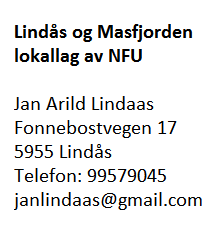 Lindås og Masfjorden
lokallag av NFU
Jan Arild Lindaas
Fonnebostvegen 17
5955 Lindås
Telefon: 99579045
janlindaas@gmail.com